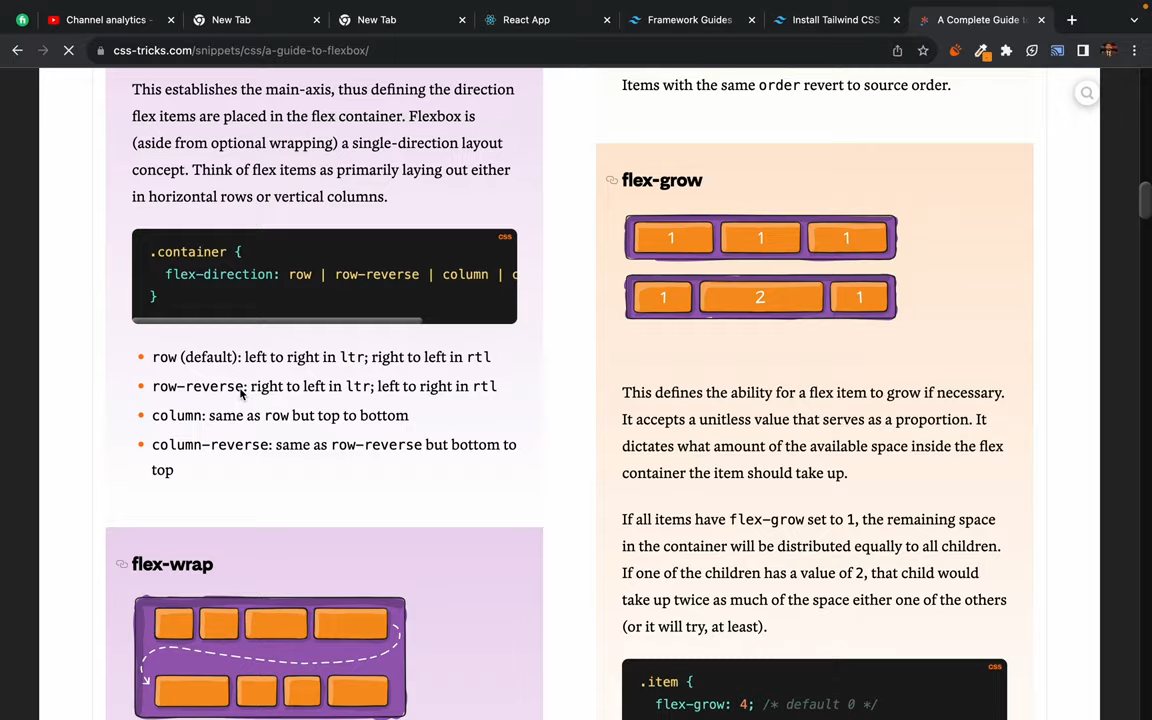 Channel analytics -
New Tab
New Tab
React App
Framework Guides
Install Tailwind CSS
A Complete Guide to
css-tricks.com/snippets/css/a-guide-to-flexbox/
This establishes the main-axis, thus defining the direction
flex items are placed in the flex container. Flexbox is
(aside from optional wrapping) a single-direction layout
concept. Think of flex items as primarily laying out either
in horizontal rows or vertical columns.
CSS
.container {
flex-direction: row | row-reverse | column | c
}
row (default): left to right in ltr; right to left in rtl
row-reverse: right to left in ltr; left to right in rtl
column: same as row but top to bottom
column-reverse: same as row-reverse but bottom to
top
flex-wrap
Items with the same order revert to source order.
flex-grow
1 1 1
1 2 1
This defines the ability for a flex item to grow if necessary.
It accepts a unitless value that serves as a proportion. It
dictates what amount of the available space inside the flex
container the item should take up.
If all items have flex-grow set to 1, the remaining space
in the container will be distributed equally to all children.
If one of the children has a value of 2, that child would
take up twice as much of the space either one of the others
(or it will try, at least).
CSS
.item {
flex-grow: 4; /* default 0 */